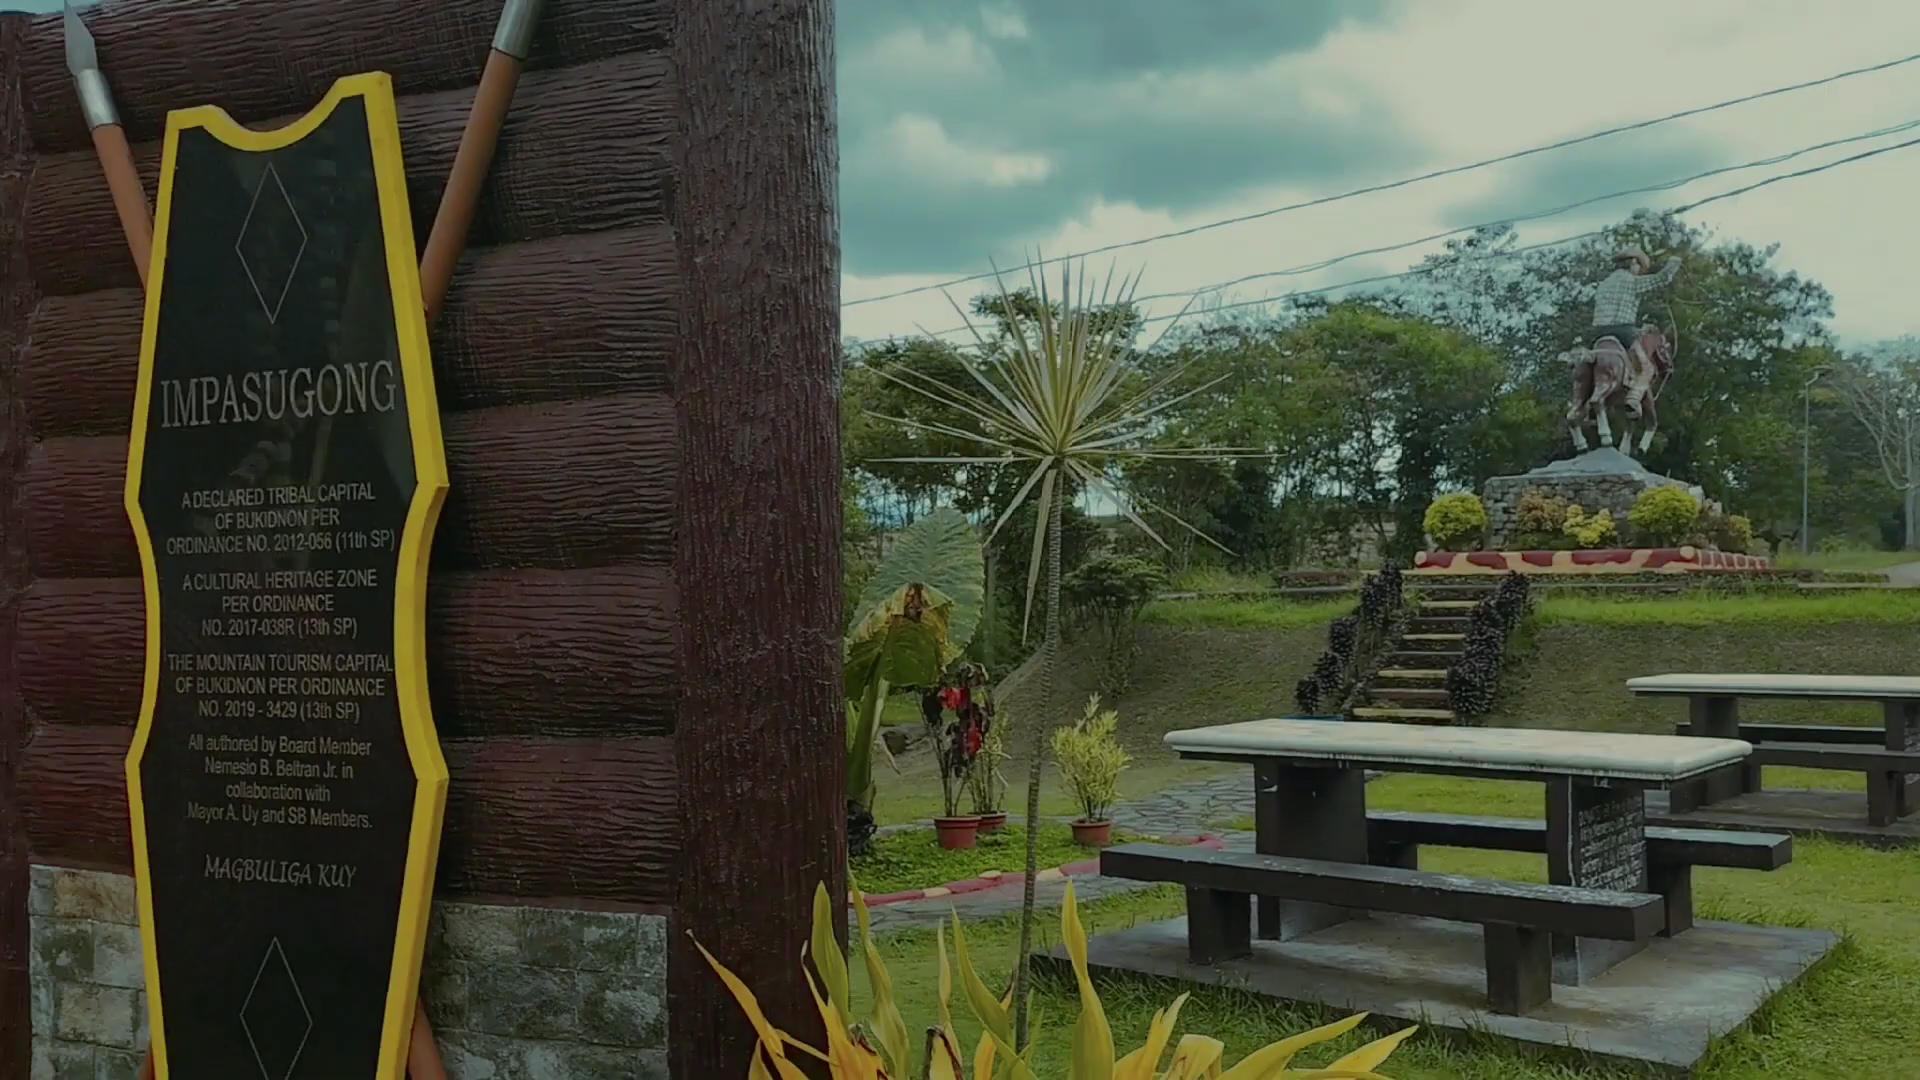 IMPASUGONG
A DECLARED TRIBAL CAPITAL
OF BUKIDNON PER
ORDINANCE NO. 2012-056 (11th SP)
A CULTURAL HERITAGE ZONE
PER ORDINANCE
NO. 2017-038R (13th SP)
THE MOUNTAIN TOURISM CAPITAL
OF BUKIDNON PER ORDINANCE
NO. 2019 - 3429 (13th SP)
All authored by Board Member
Nemesio B. Beltran Jr. in
collaboration with
Mayor A. Uy and SB Members.
MAGBULIGA KUY